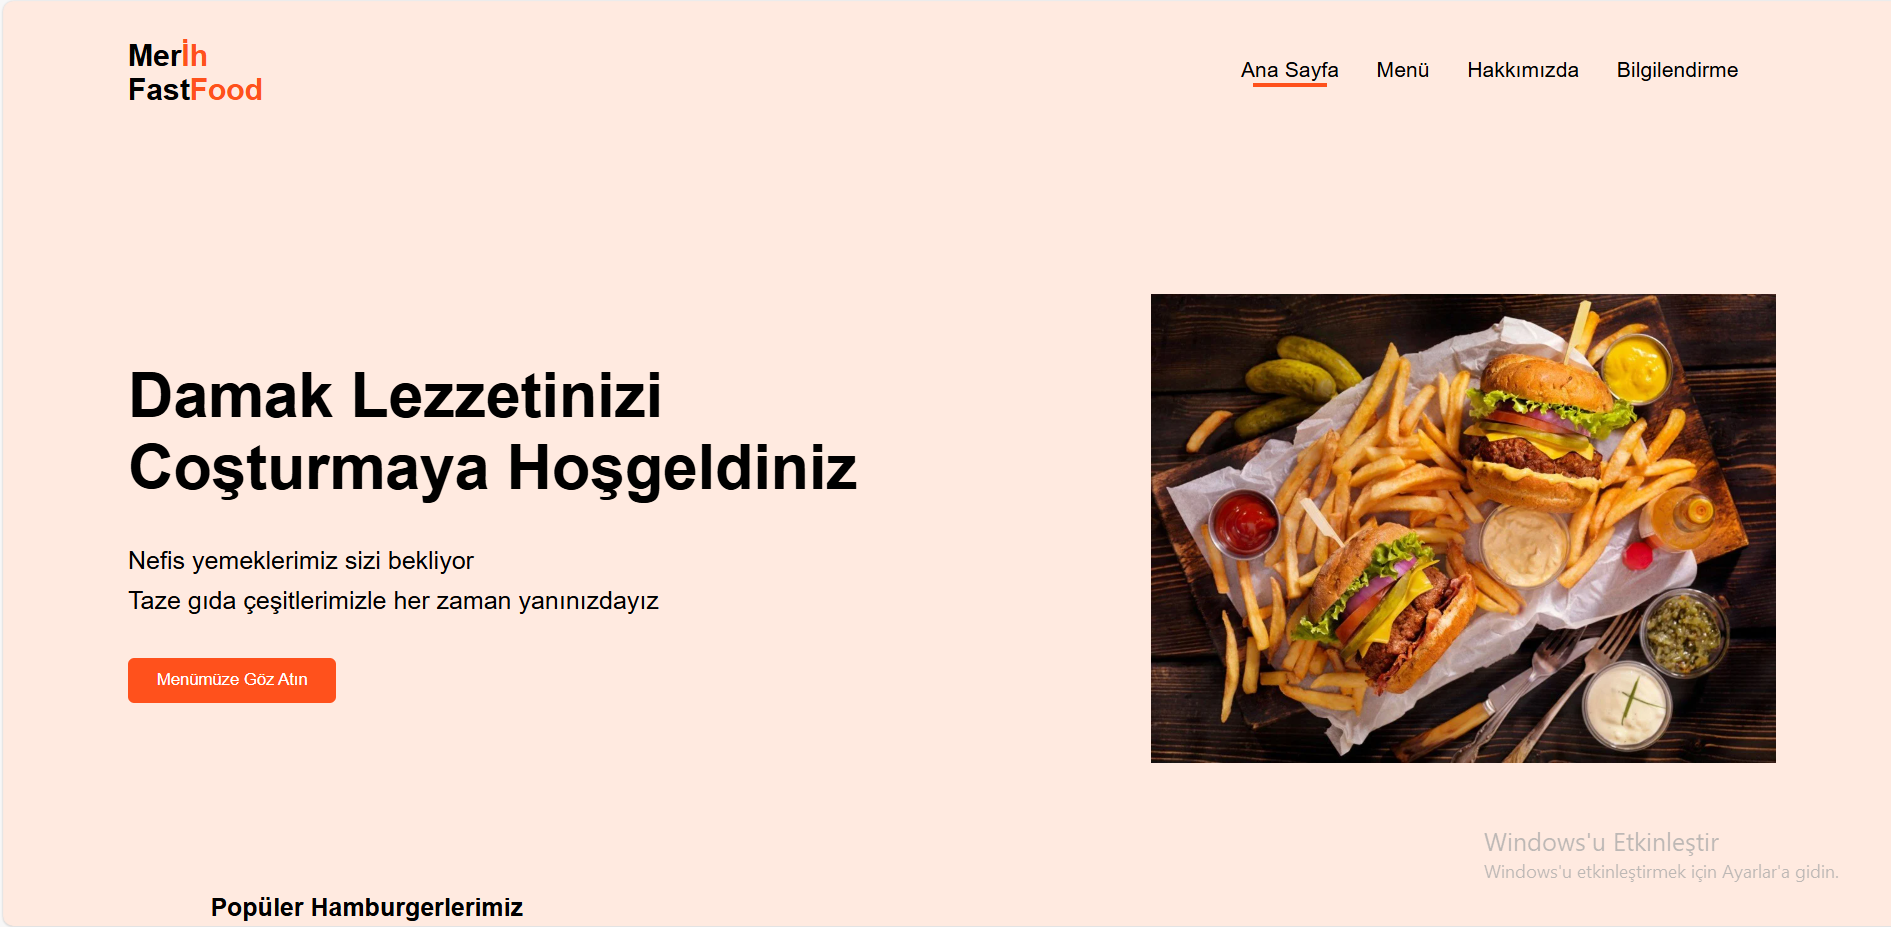 Merİh
FastFood
Ana Sayfa Menü Hakkımızda Bilgilendirme
Damak Lezzetinizi
Coşturmaya Hoşgeldiniz
Nefis yemeklerimiz sizi bekliyor
Taze gıda çeşitlerimizle her zaman yanınızdayız
Menümüze Göz Atın
Windows'u Etkinleştir
Windows'u etkinleştirmek için Ayarlar'a gidin.
Popüler Hamburgerlerimiz